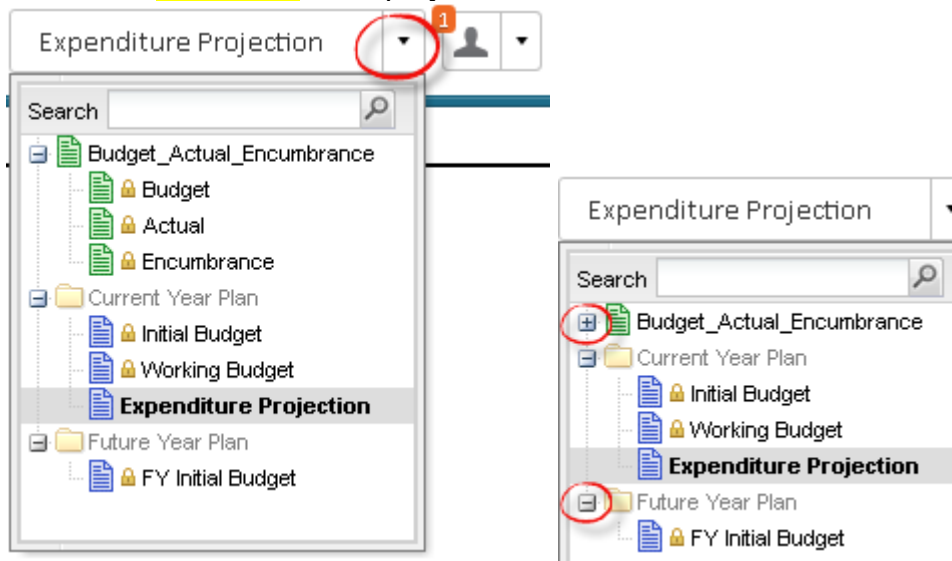 Expenditure Projection
1
Search
Budget_Actual_Encumbrance
Budget
Actual
Encumbrance
Current Year Plan
Initial Budget
Working Budget
Expenditure Projection
Future Year Plan
FY Initial Budget
Expenditure Projection
Search
Budget_Actual_Encumbrance
Current Year Plan
Initial Budget
Working Budget
Expenditure Projection
Future Year Plan
FY Initial Budget